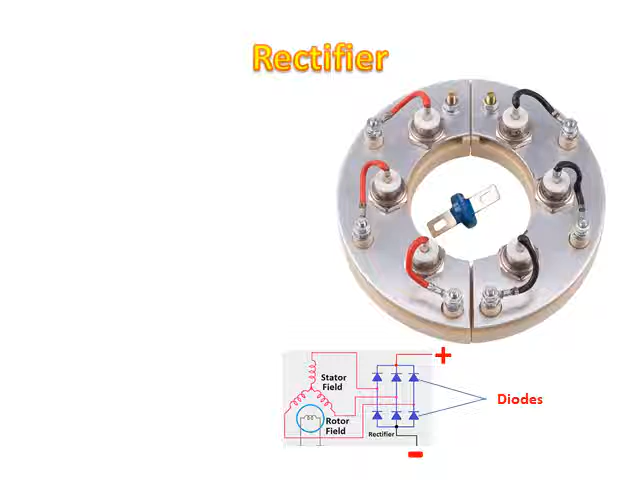 Rectifier
+
Stator
Field
Diodes
Rotor
Field
Rectifier
-